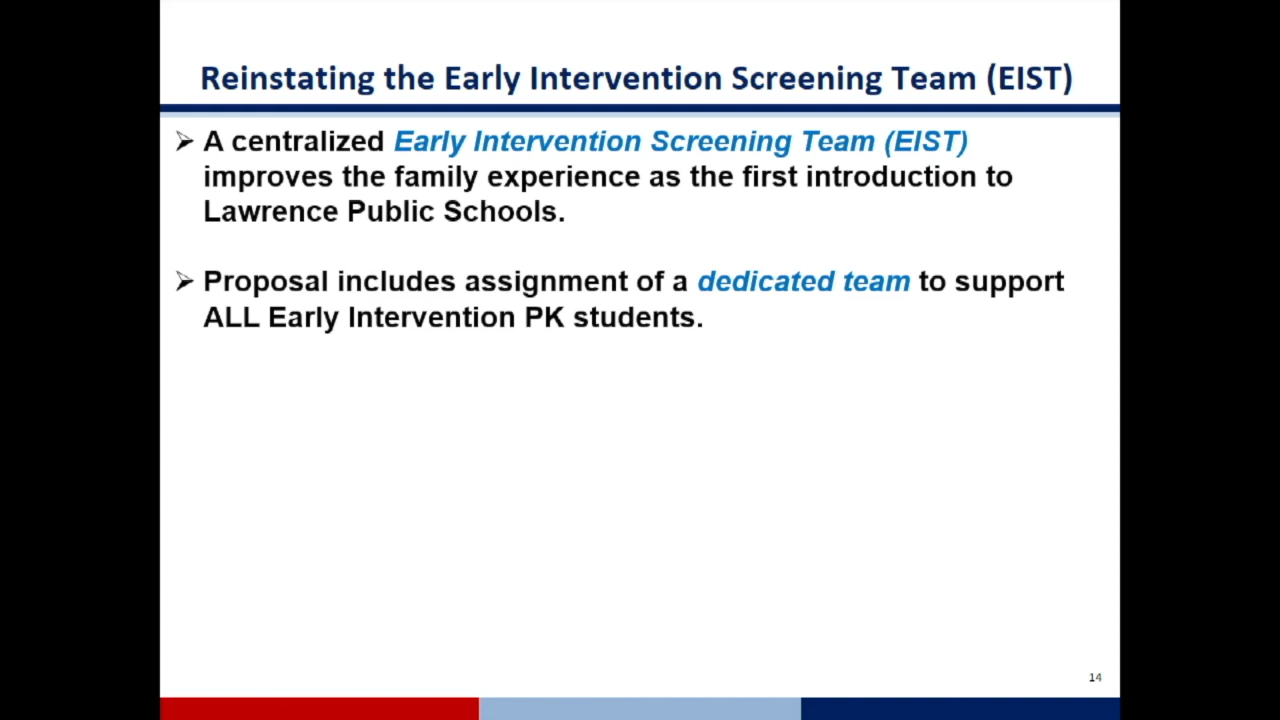 Reinstating the Early Intervention Screening Team (EIST)
➢ A centralized Early Intervention Screening Team (EIST)
improves the family experience as the first introduction to
Lawrence Public Schools.
➢ Proposal includes assignment of a dedicated team to support
ALL Early Intervention PK students.
14